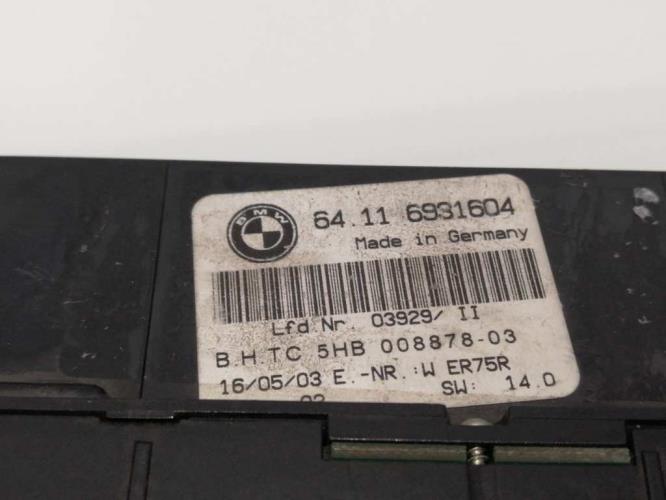 BMW
64.11 6931604
Made in Germany
Lfd Nr. 03929/ II
B.H.TC 5HB 008878-03
16/05/03 E.-NR.:W ER75R
SW: 14.0